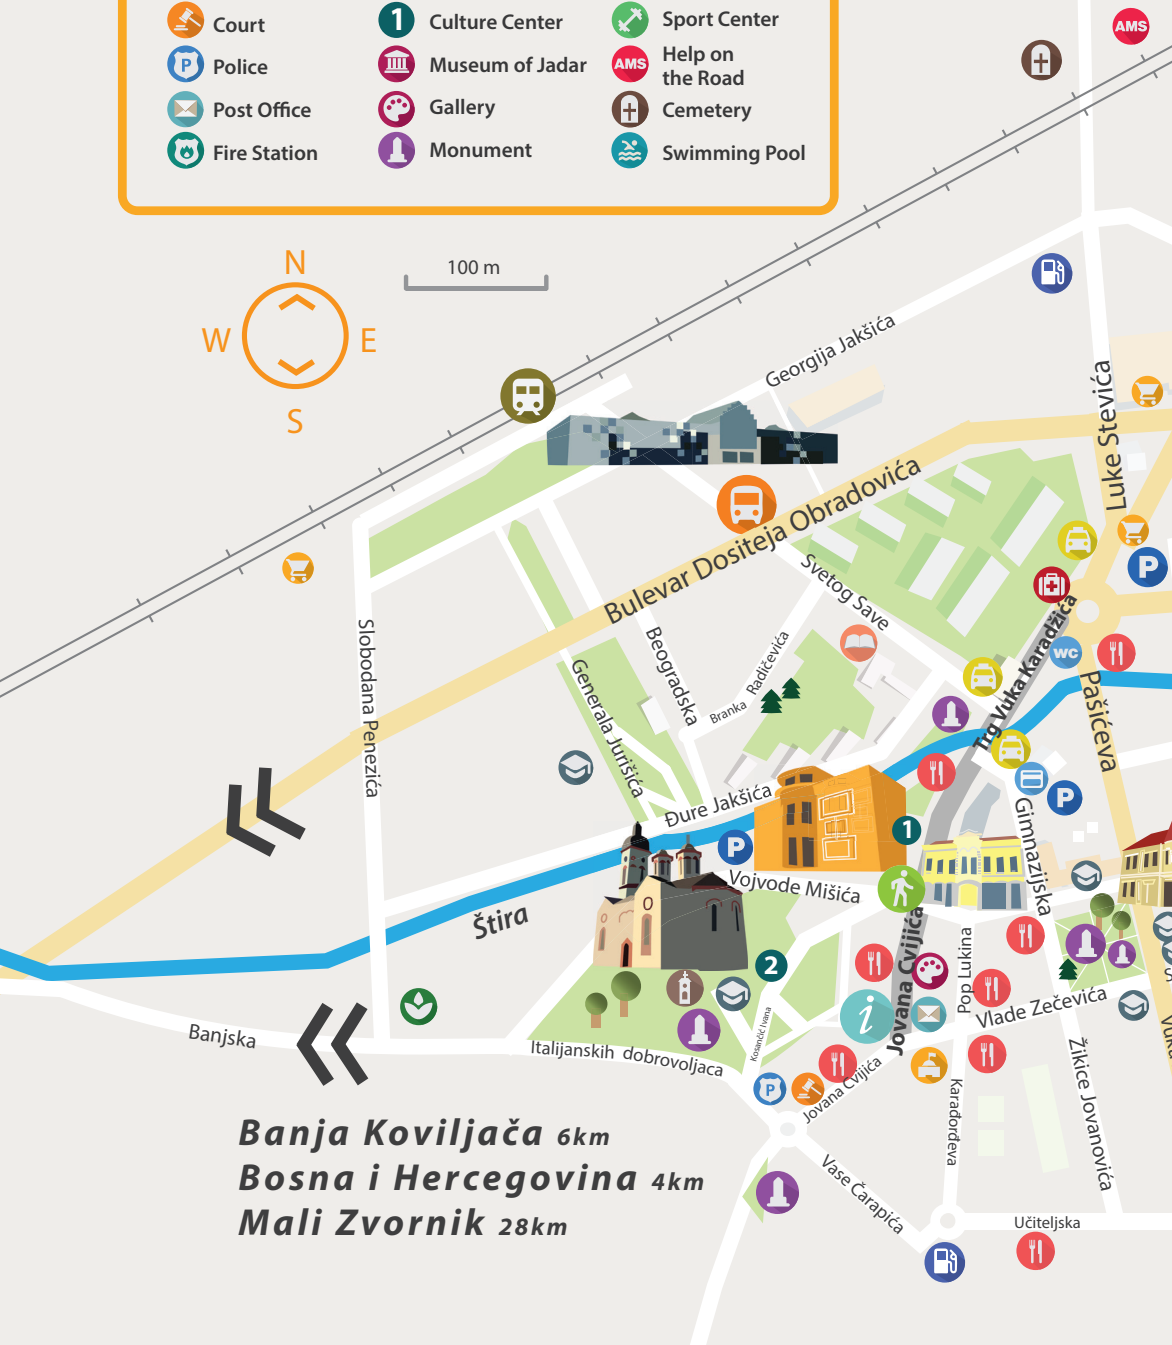 Court
Police
Post Office
Fire Station
1
Culture Center
Museum of Jadar
Gallery
Monument
Sport Center
AMS
Help on
the Road
Cemetery
Swimming Pool
P
AMS
N
W
E
S
100 m
Georgija Jakšića
Luke Stevića
Bulevar Dositeja Obradovića
Svetog Save
P
Trg Vuka Karadžića
WC
Pašićeva
Slobodana Penezića
Generala Jurišića
Beogradska
Branka Radičevića
Đure Jakšića
P
1
P
Vojvode Mišića
Gimnazijska
Štira
2
Jovana Cvijića
Pop Lukina
i
Vlade Zečevića
Kosančić Ivana
Banjska
Italijanskih dobrovoljaca
P
Jovana Cvijića
Karađorđeva
Žikice Jovanovića
Vuka
Banja Koviljača 6km
Bosna i Hercegovina 4km
Mali Zvornik 28km
Vase Čarapića
Učiteljska